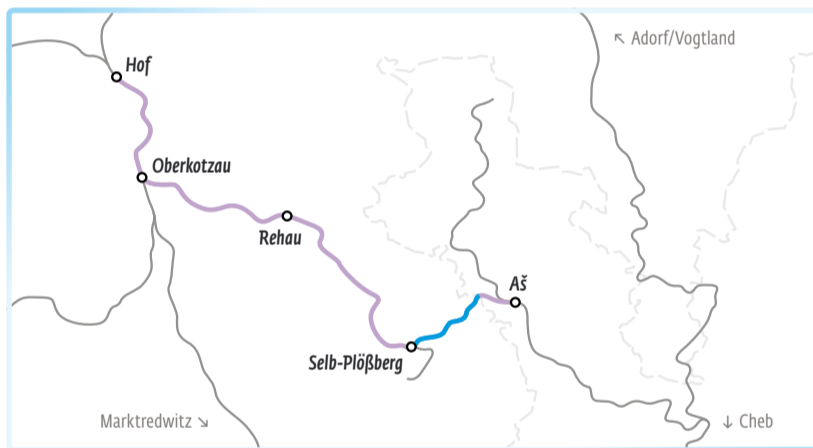 Hof
↖ Adorf/Vogtland
Oberkotzau
Rehau
Aš
Selb-Plößberg
Marktredwitz ↘
↓ Cheb